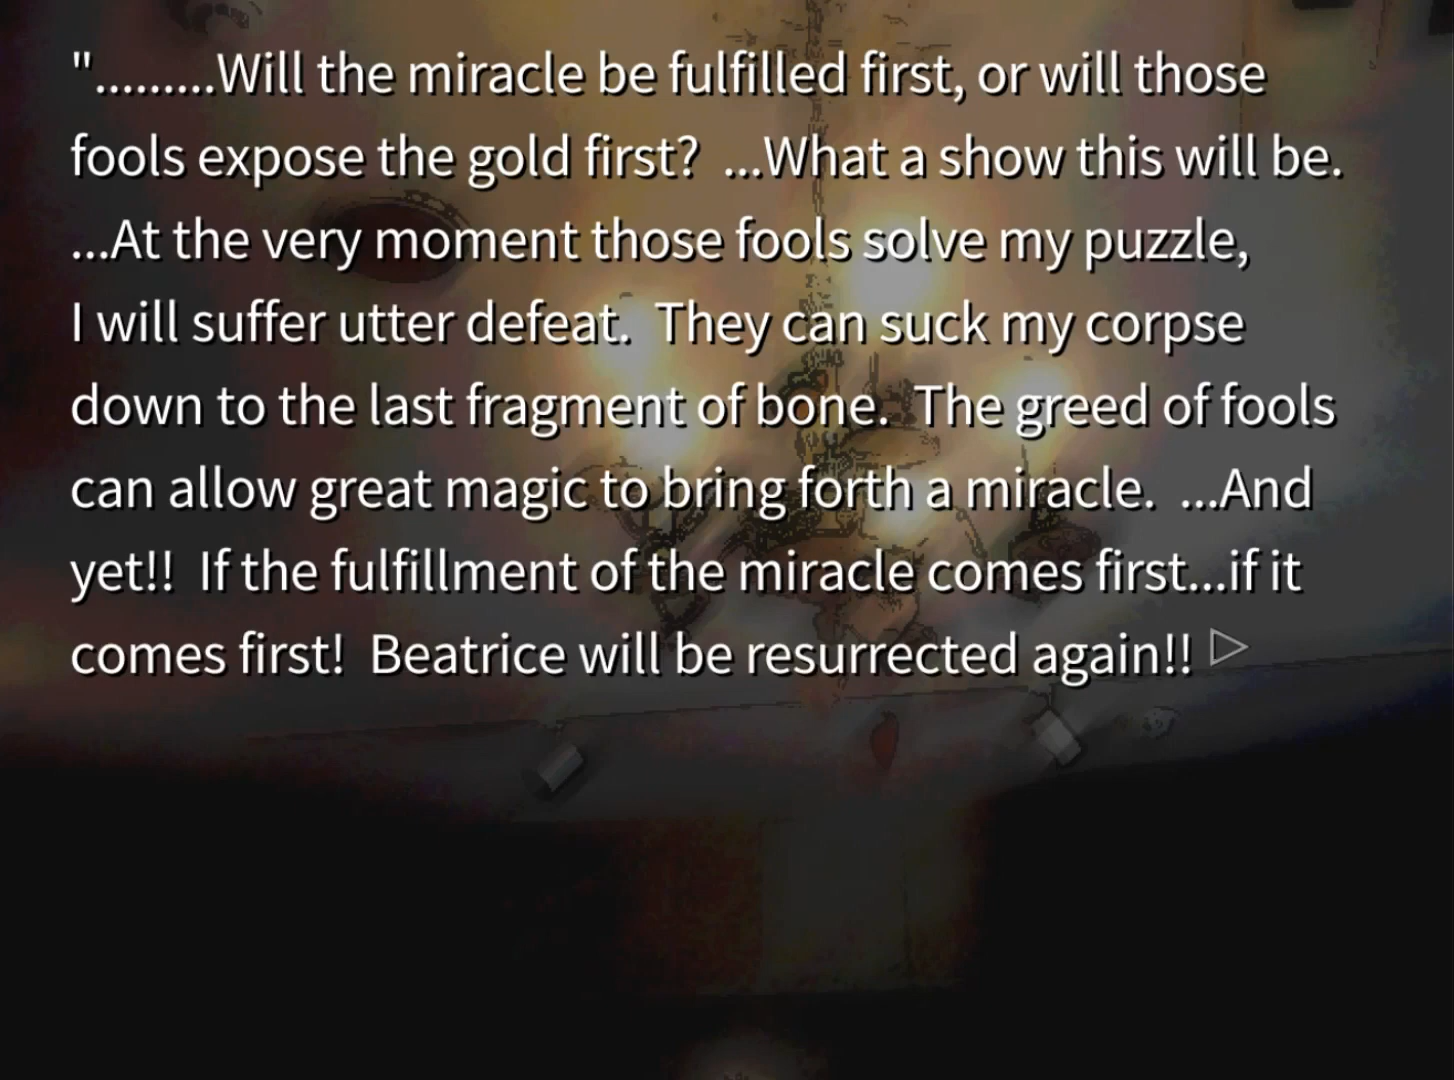 ".........Will the miracle be fulfilled first, or will those
fools expose the gold first?  ...What a show this will be.
...At the very moment those fools solve my puzzle,
I will suffer utter defeat.  They can suck my corpse
down to the last fragment of bone.  The greed of fools
can allow great magic to bring forth a miracle.  ...And
yet!!  If the fulfillment of the miracle comes first...if it
comes first!  Beatrice will be resurrected again!!